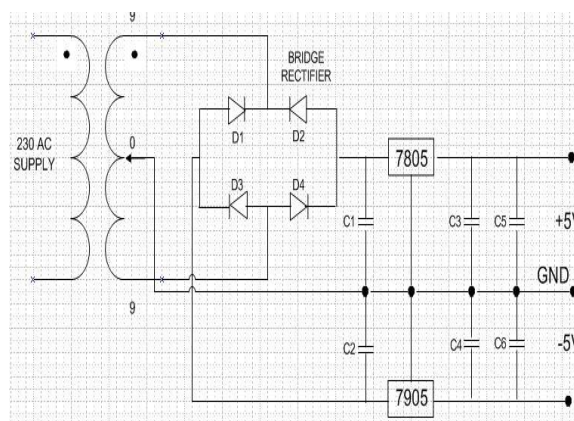 9
BRIDGE
RECTIFIER
D1
D2
230 AC
SUPPLY
0
7805
D3
D4
C1
C3
C5
+5V
GND
9
C2
C4
C6
-5V
7905